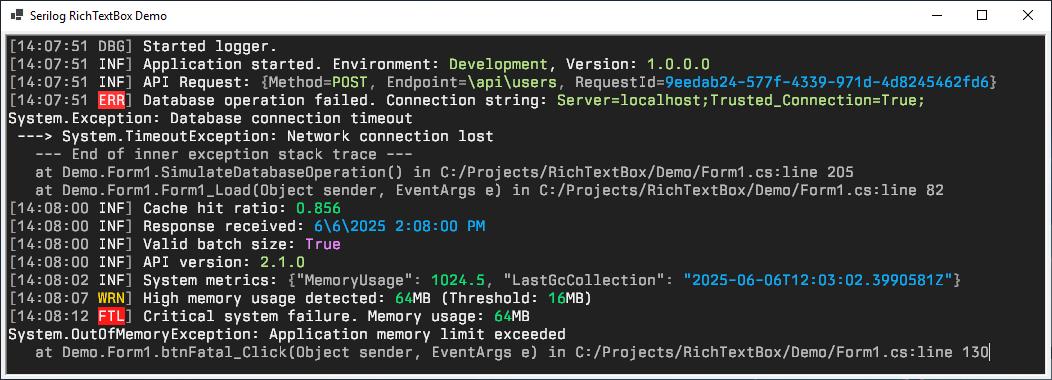 Serilog RichTextBox Demo
[14:07:51 DBG] Started logger.
[14:07:51 INF] Application started. Environment: Development, Version: 1.0.0.0
[14:07:51 INF] API Request: {Method=POST, Endpoint=\api\users, RequestId=9eedab24-577f-4339-971d-4d8245462fd6}
[14:07:51 ERR] Database operation failed. Connection string: Server=localhost;Trusted_Connection=True;
System.Exception: Database connection timeout
 ---> System.TimeoutException: Network connection lost
   --- End of inner exception stack trace ---
   at Demo.Form1.SimulateDatabaseOperation() in C:/Projects/RichTextBox/Demo/Form1.cs:line 205
   at Demo.Form1.Form1_Load(Object sender, EventArgs e) in C:/Projects/RichTextBox/Demo/Form1.cs:line 82
[14:08:00 INF] Cache hit ratio: 0.856
[14:08:00 INF] Response received: 6\6\2025 2:08:00 PM
[14:08:00 INF] Valid batch size: True
[14:08:00 INF] API version: 2.1.0
[14:08:02 INF] System metrics: {"MemoryUsage": 1024.5, "LastGcCollection": "2025-06-06T12:03:02.3990581Z"}
[14:08:07 WRN] High memory usage detected: 64MB (Threshold: 16MB)
[14:08:12 FTL] Critical system failure. Memory usage: 64MB
System.OutOfMemoryException: Application memory limit exceeded
   at Demo.Form1.btnFatal_Click(Object sender, EventArgs e) in C:/Projects/RichTextBox/Demo/Form1.cs:line 130